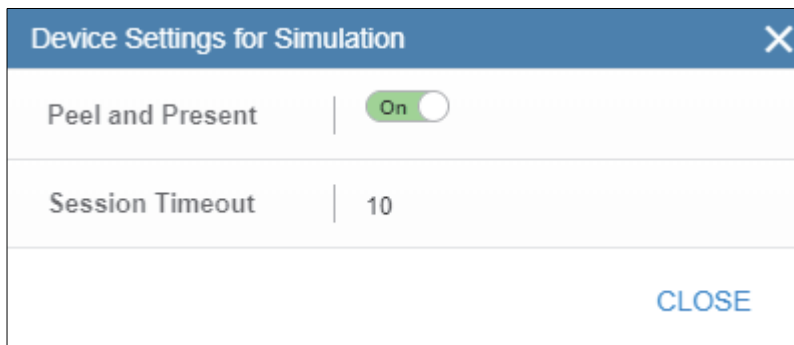 Device Settings for Simulation
Peel and Present On
Session Timeout 10
CLOSE